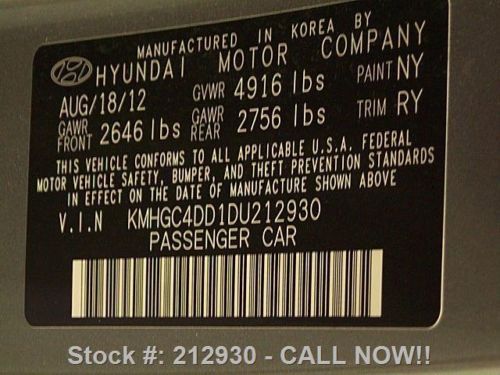 MANUFACTURED IN KOREA BY
HYUNDAI MOTOR COMPANY
AUG/18/12 GVWR 4916 lbs PAINT NY
GAWR FRONT 2646 lbs GAWR REAR 2756 lbs TRIM RY
THIS VEHICLE CONFORMS TO ALL APPLICABLE U.S.A. FEDERAL
MOTOR VEHICLE SAFETY, BUMPER, AND THEFT PREVENTION STANDARDS
IN EFFECT ON THE DATE OF MANUFACTURE SHOWN ABOVE.
V.I.N KMHGC4DD1DU212930
PASSENGER CAR
Stock #: 212930 - CALL NOW!!